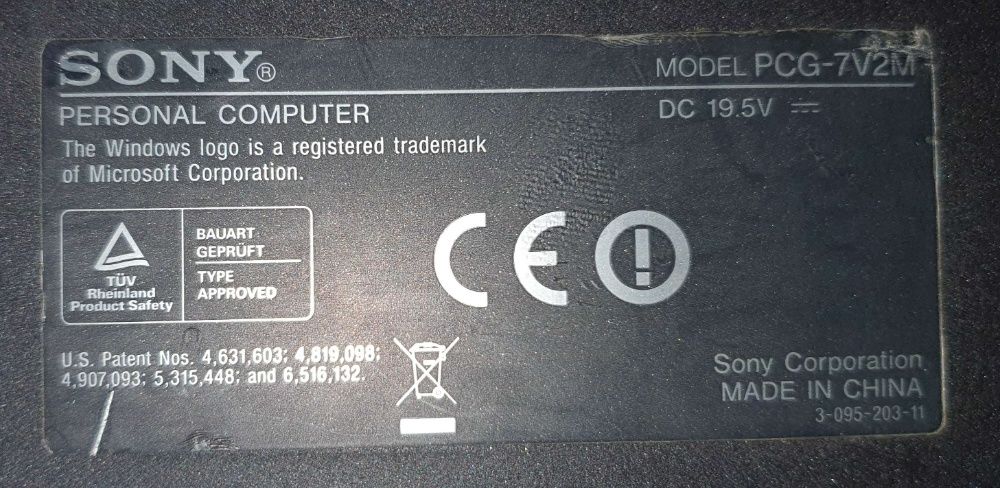 SONY®
MODEL PCG-7V2M
PERSONAL COMPUTER
DC 19.5V ⎓
The Windows logo is a registered trademark
of Microsoft Corporation.
TÜV
Rheinland
Product Safety
BAUART
GEPRÜFT
TYPE
APPROVED
CE
U.S. Patent Nos. 4,631,603; 4,819,098;
4,907,093; 5,315,448; and 6,516,132.
Sony Corporation
MADE IN CHINA
3-095-203-11